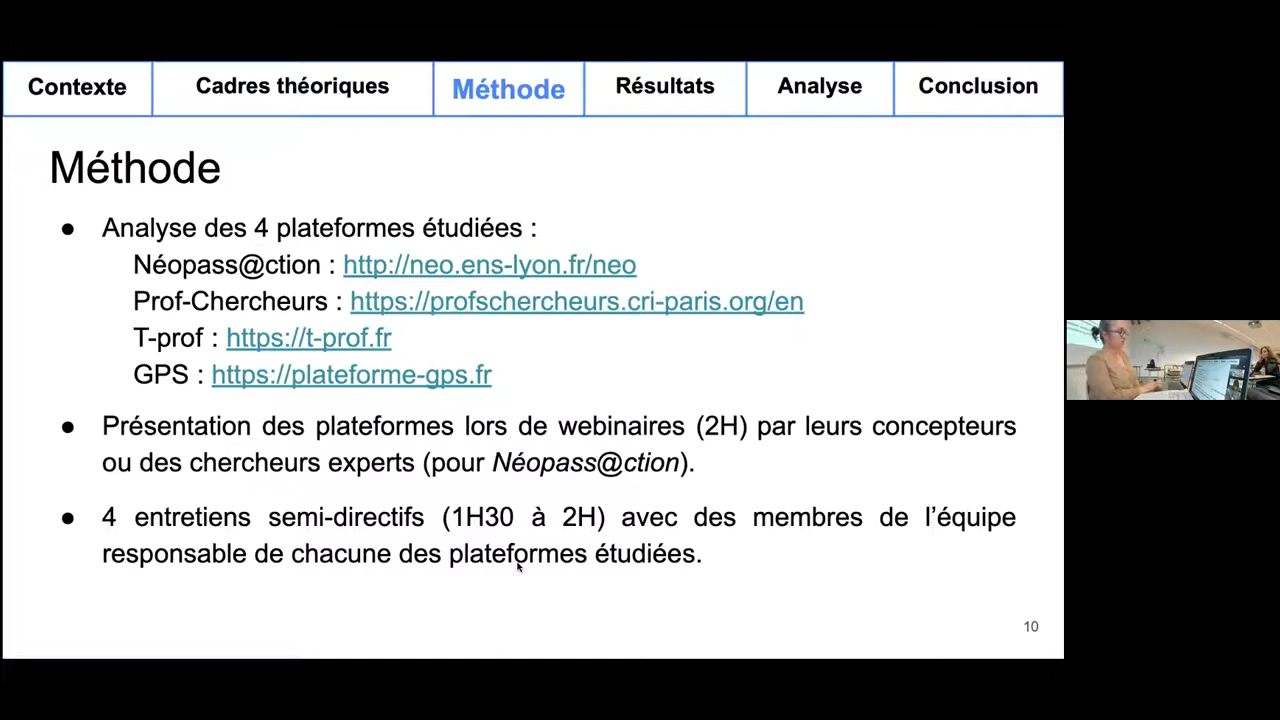 Contexte
Cadres théoriques
Méthode
Résultats
Analyse
Conclusion
Méthode
● Analyse des 4 plateformes étudiées :
Néopass@ction : http://neo.ens-lyon.fr/neo
Prof-Chercheurs : https://profschercheurs.cri-paris.org/en
T-prof : https://t-prof.fr
GPS : https://plateforme-gps.fr
● Présentation des plateformes lors de webinaires (2H) par leurs concepteurs
ou des chercheurs experts (pour Néopass@ction).
● 4 entretiens semi-directifs (1H30 à 2H) avec des membres de l’équipe
responsable de chacune des plateformes étudiées.
10